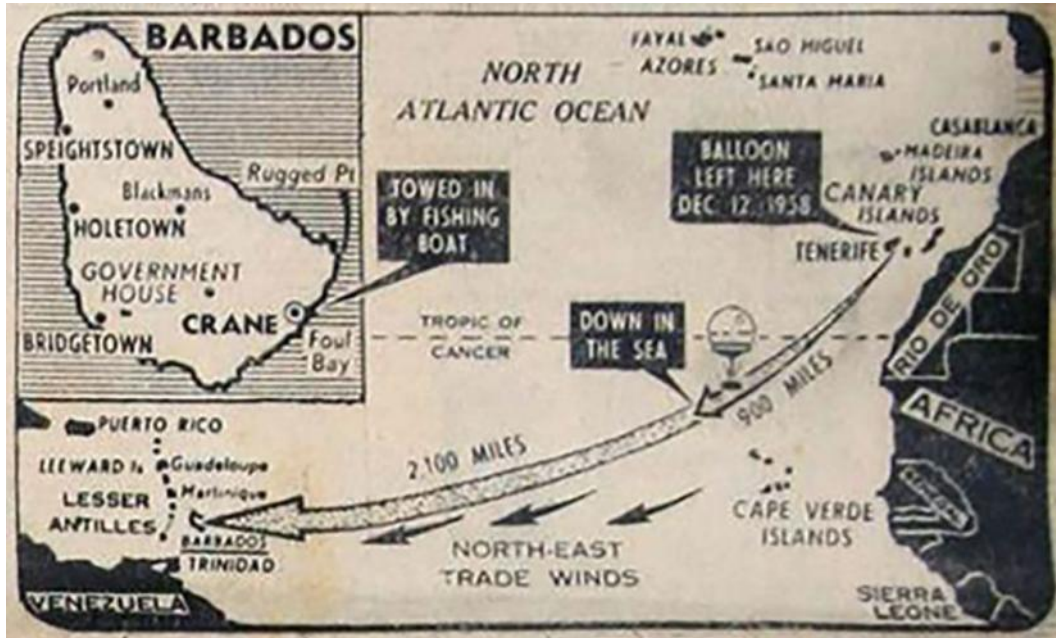 BARBADOS
Portland
SPEIGHTSTOWN
Blackmans
Rugged Pt
HOLETOWN
GOVERNMENT
HOUSE
CRANE
BRIDGETOWN
Foul
Bay
TOWED IN
BY FISHING
BOAT
NORTH
ATLANTIC OCEAN
FAYAL
AZORES
SAO MIGUEL
SANTA MARIA
CASABLANCA
MADEIRA
ISLANDS
BALLOON
LEFT HERE
DEC 12 1958
CANARY
ISLANDS
TENERIFE
RIO DE ORO
TROPIC OF
CANCER
DOWN IN
THE SEA
900 MILES
AFRICA
2,100 MILES
PUERTO RICO
LEEWARD Is
Guadeloupe
LESSER
ANTILLES
Martinique
BARBADOS
TRINIDAD
VENEZUELA
NORTH-EAST
TRADE WINDS
CAPE VERDE
ISLANDS
SIERRA
LEONE